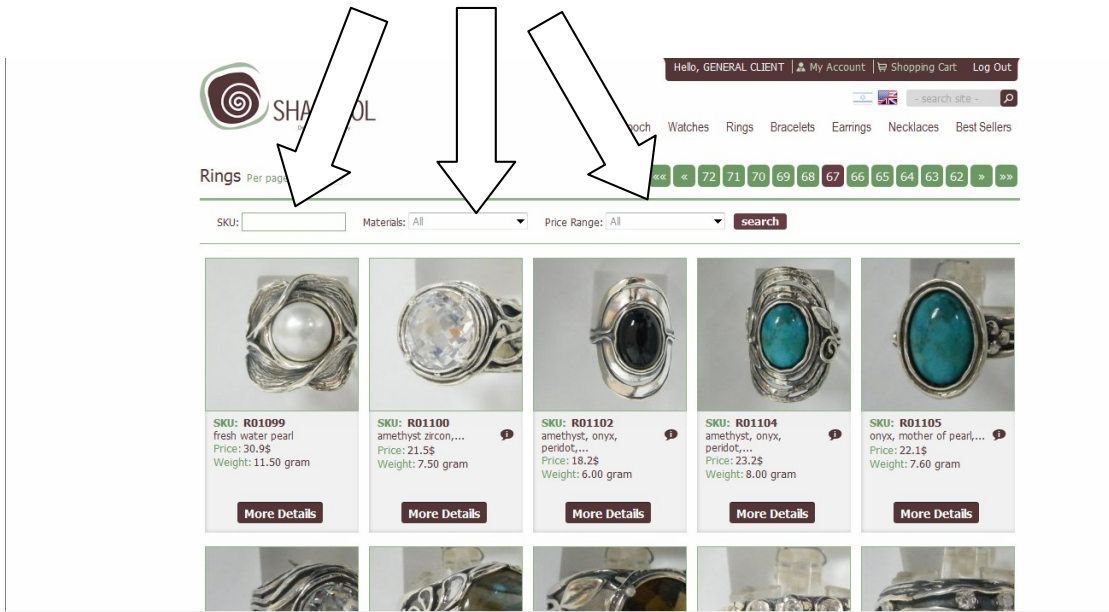 Hello, GENERAL CLIENT My Account Shopping Cart Log Out
- search site -
Watches Rings Bracelets Earrings Necklaces Best Sellers
Rings Per page
«« « 72 71 70 69 68 67 66 65 64 63 62 » »»
SKU: Materials: All Price Range: All search
SKU: R01099
fresh water pearl
Price: 30.9$
Weight: 11.50 gram
More Details
SKU: R01100
amethyst zircon,...
Price: 21.5$
Weight: 7.50 gram
More Details
SKU: R01102
amethyst, onyx,
peridot,...
Price: 18.2$
Weight: 6.00 gram
More Details
SKU: R01104
amethyst, onyx,
peridot,...
Price: 23.2$
Weight: 8.00 gram
More Details
SKU: R01105
onyx, mother of pearl,...
Price: 22.1$
Weight: 7.60 gram
More Details